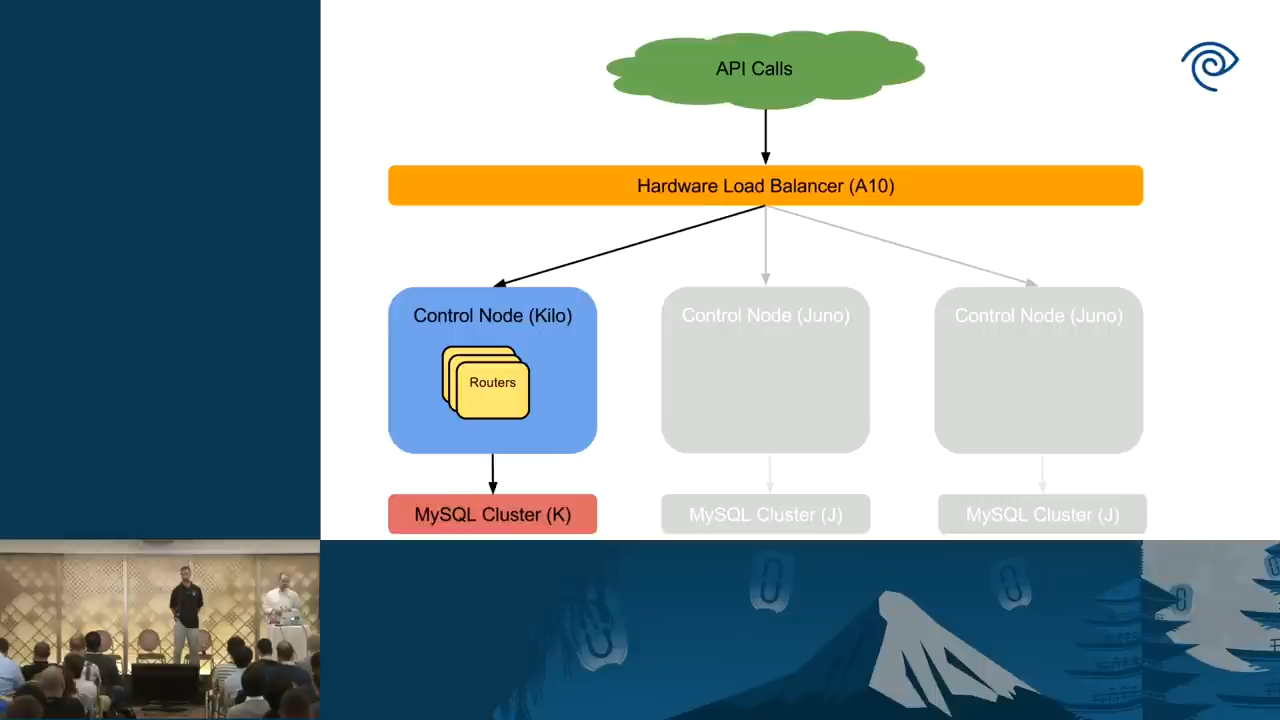 API Calls
Hardware Load Balancer (A10)
Control Node (Kilo)
Control Node (Juno)
Control Node (Juno)
Routers
MySQL Cluster (K)
MySQL Cluster (J)
MySQL Cluster (J)